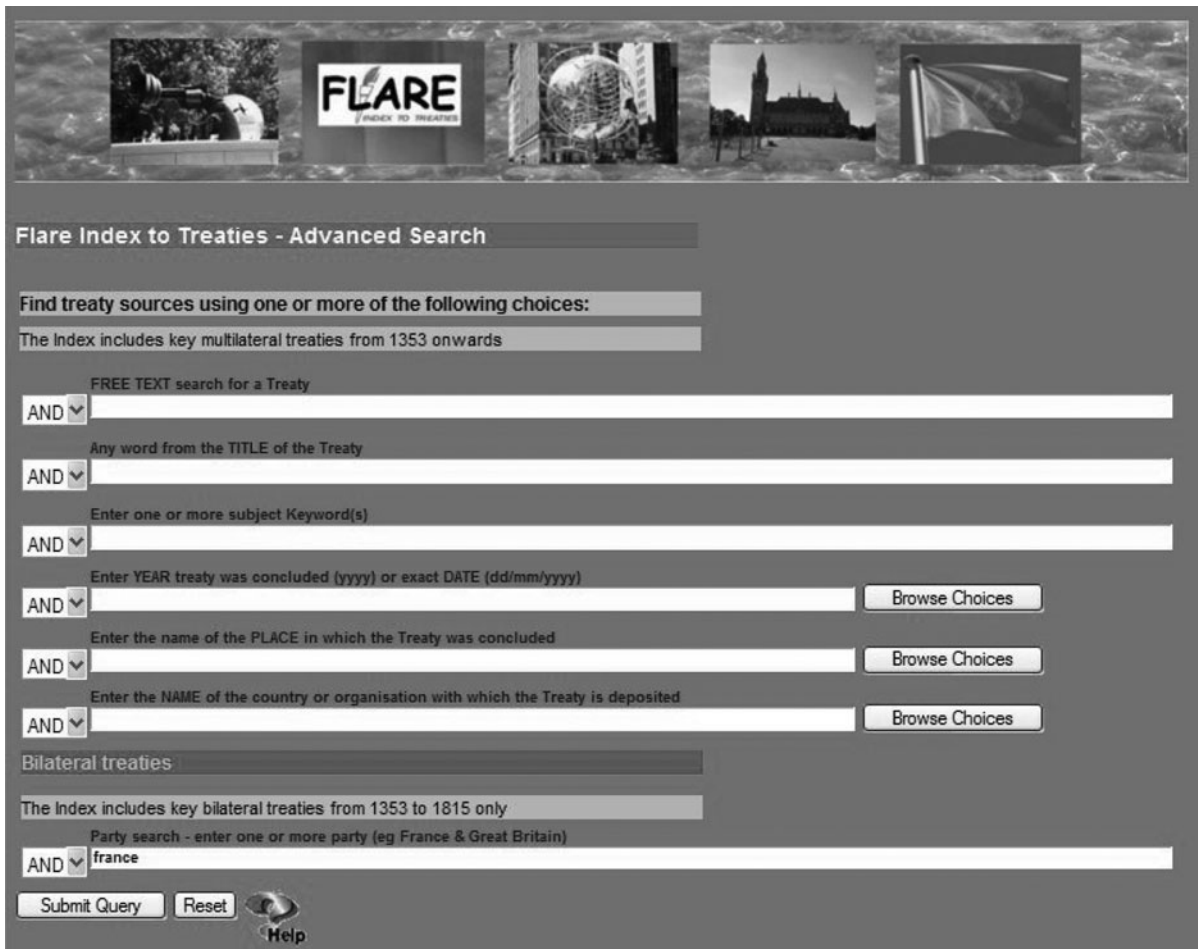 FLARE
INDEX TO TREATIES
Flare Index to Treaties - Advanced Search
Find treaty sources using one or more of the following choices:
The Index includes key multilateral treaties from 1353 onwards
FREE TEXT search for a Treaty
AND
Any word from the TITLE of the Treaty
AND
Enter one or more subject Keyword(s)
AND
Enter YEAR treaty was concluded (yyyy) or exact DATE (dd/mm/yyyy)
AND Browse Choices
Enter the name of the PLACE in which the Treaty was concluded
AND Browse Choices
Enter the NAME of the country or organisation with which the Treaty is deposited
AND Browse Choices
Bilateral treaties
The Index includes key bilateral treaties from 1353 to 1815 only
Party search - enter one or more party (eg France & Great Britain)
AND france
Submit Query Reset
Help